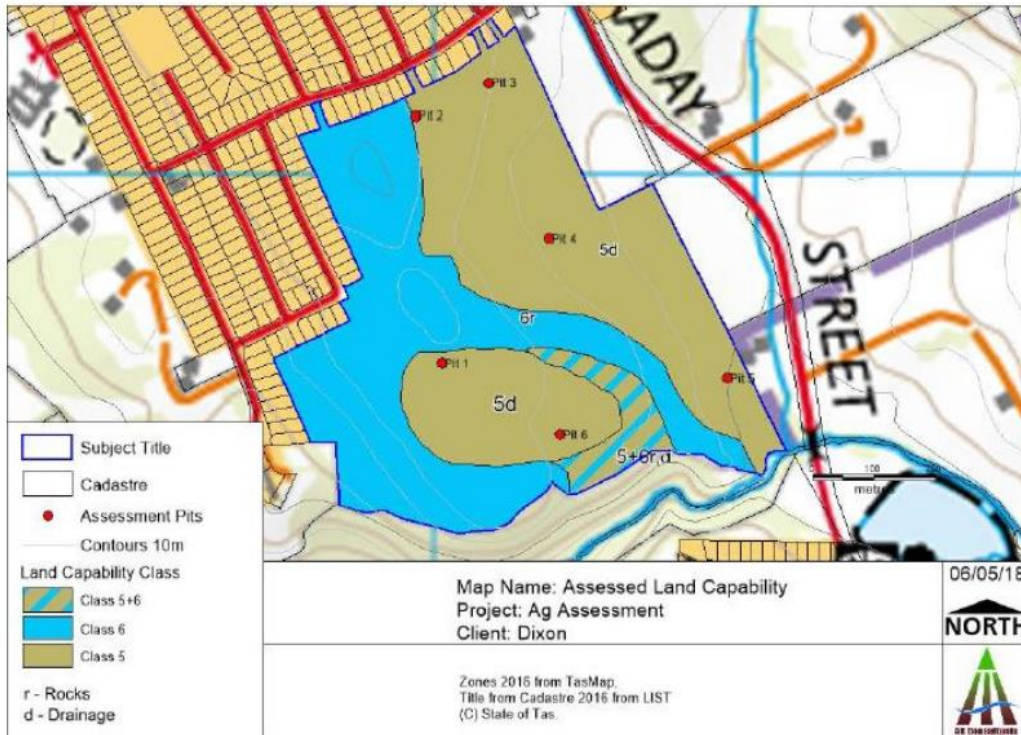 ADAY
STREET
Pit 3
Pit 2
Pit 4
5d
6r
Pit 1
Pit 5
5d
Pit 6
5+6r,d
100
metres
Subject Title
Cadastre
Assessment Pits
Contours 10m
Land Capability Class
Class 5+6
Class 6
Class 5
r - Rocks
d - Drainage
Map Name: Assessed Land Capability
Project: Ag Assessment
Client: Dixon
Zones 2016 from TasMap,
Title from Cadastre 2016 from LIST
(C) State of Tas.
06/05/18
NORTH